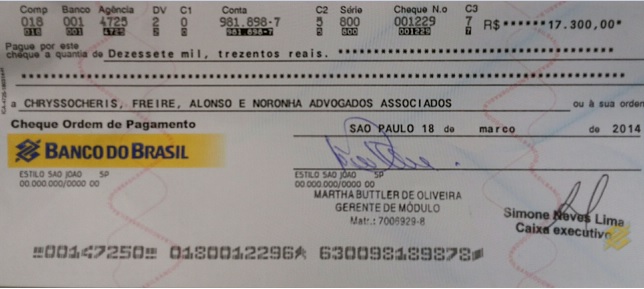 Comp Banco Agência DV C1 Conta C2 Série Cheque N.o C3
018 001 4725 2 0 981.898-7 5 800 001229 7 R$******17.300,00*
018 001 4725 2 0 981.898-7 5 800 001229 7
Pague por este
cheque a quantia de Dezessete mil, trezentos reais.
a CHRYSSOCHERIS, FREIRE, ALONSO E NORONHA ADVOGADOS ASSOCIADOS ou à sua ordem
Cheque Ordem de Pagamento
SAO PAULO 18 de marco de 2014
BANCO DO BRASIL
ESTILO SAO JOAO SP
00.000.000/0000 00
ESTILO SAO JOAO SP
00.000.000/0000 00
MARTHA BUTTLER DE OLIVEIRA
GERENTE DE MÓDULO
Matr.: 7006929-8
Simone Neves Lima
Caixa executivo
00147250 0180012296 630098189878